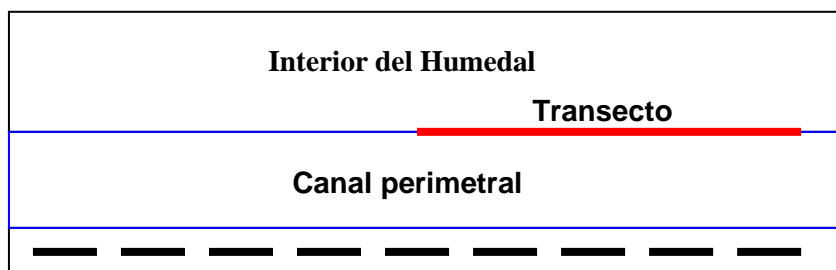 Interior del Humedal
Transecto
Canal perimetral